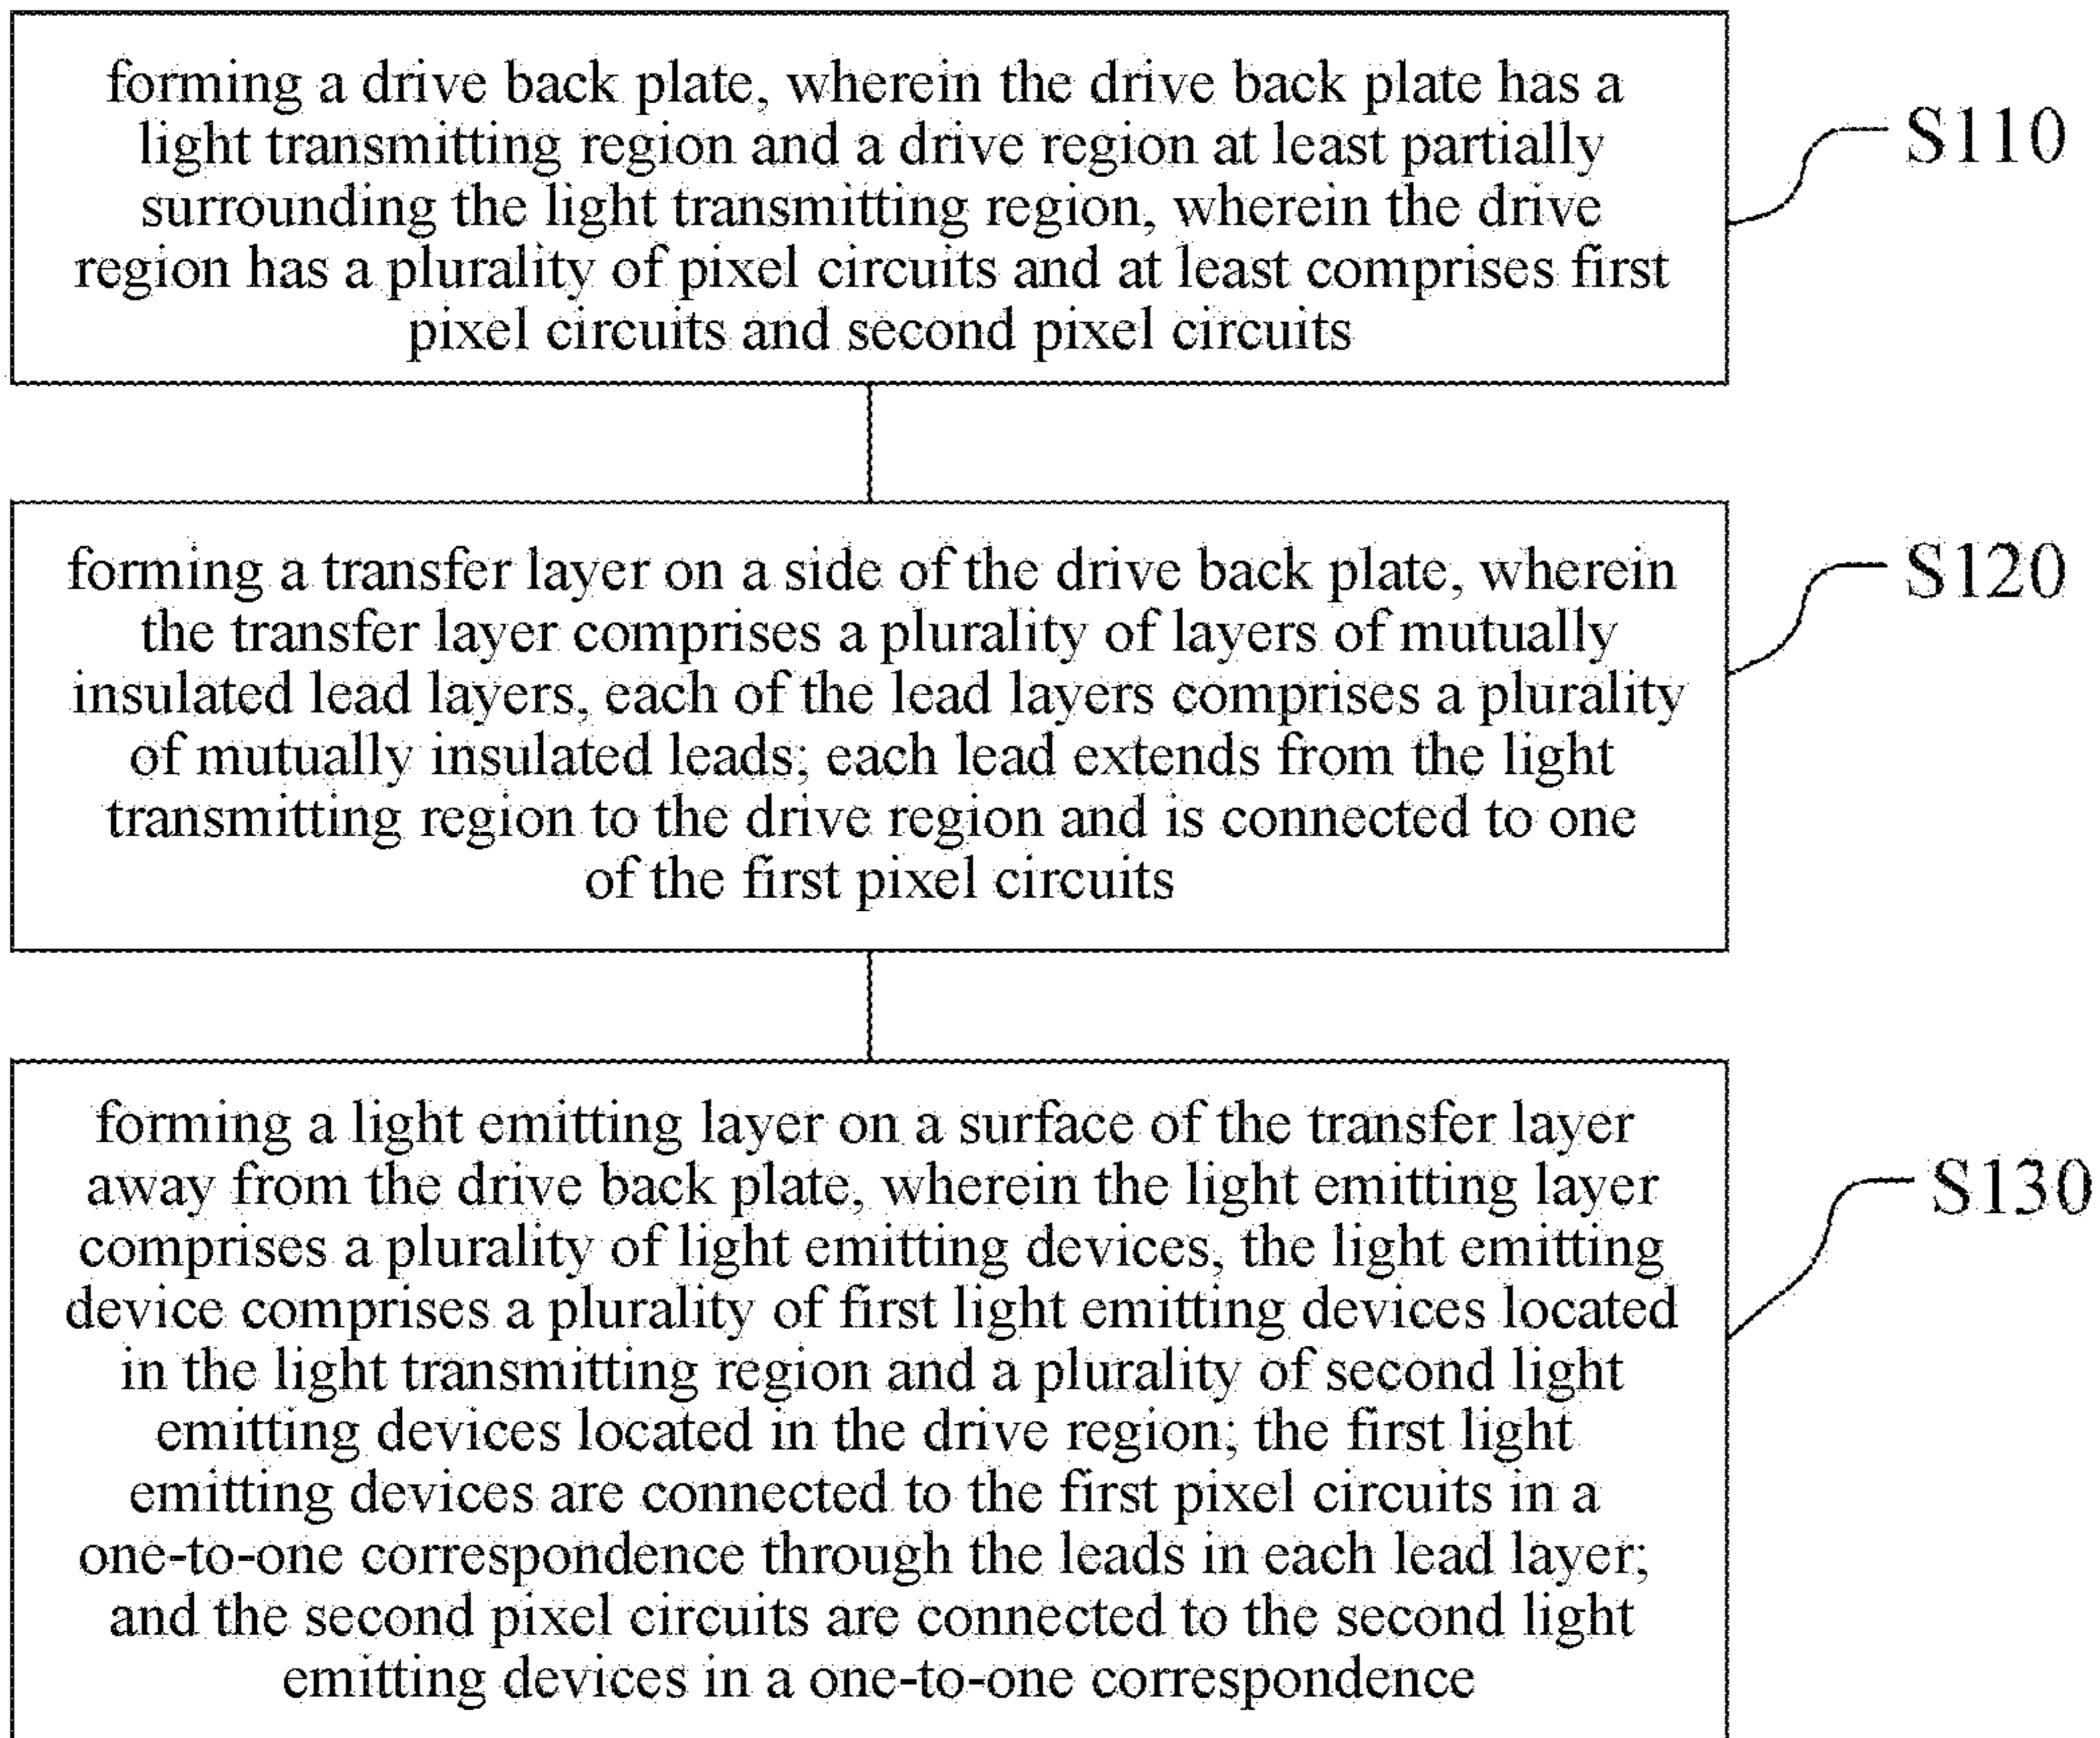 forming a drive back plate, wherein the drive back plate has a
light transmitting region and a drive region at least partially
surrounding the light transmitting region, wherein the drive
region has a plurality of pixel circuits and at least comprises first
pixel circuits and second pixel circuits
S110
forming a transfer layer on a side of the drive back plate, wherein
the transfer layer comprises a plurality of layers of mutually
insulated lead layers, each of the lead layers comprises a plurality
of mutually insulated leads; each lead extends from the light
transmitting region to the drive region and is connected to one
of the first pixel circuits
S120
forming a light emitting layer on a surface of the transfer layer
away from the drive back plate, wherein the light emitting layer
comprises a plurality of light emitting devices, the light emitting
device comprises a plurality of first light emitting devices located
in the light transmitting region and a plurality of second light
emitting devices located in the drive region; the first light
emitting devices are connected to the first pixel circuits in a
one-to-one correspondence through the leads in each lead layer;
and the second pixel circuits are connected to the second light
emitting devices in a one-to-one correspondence
S130